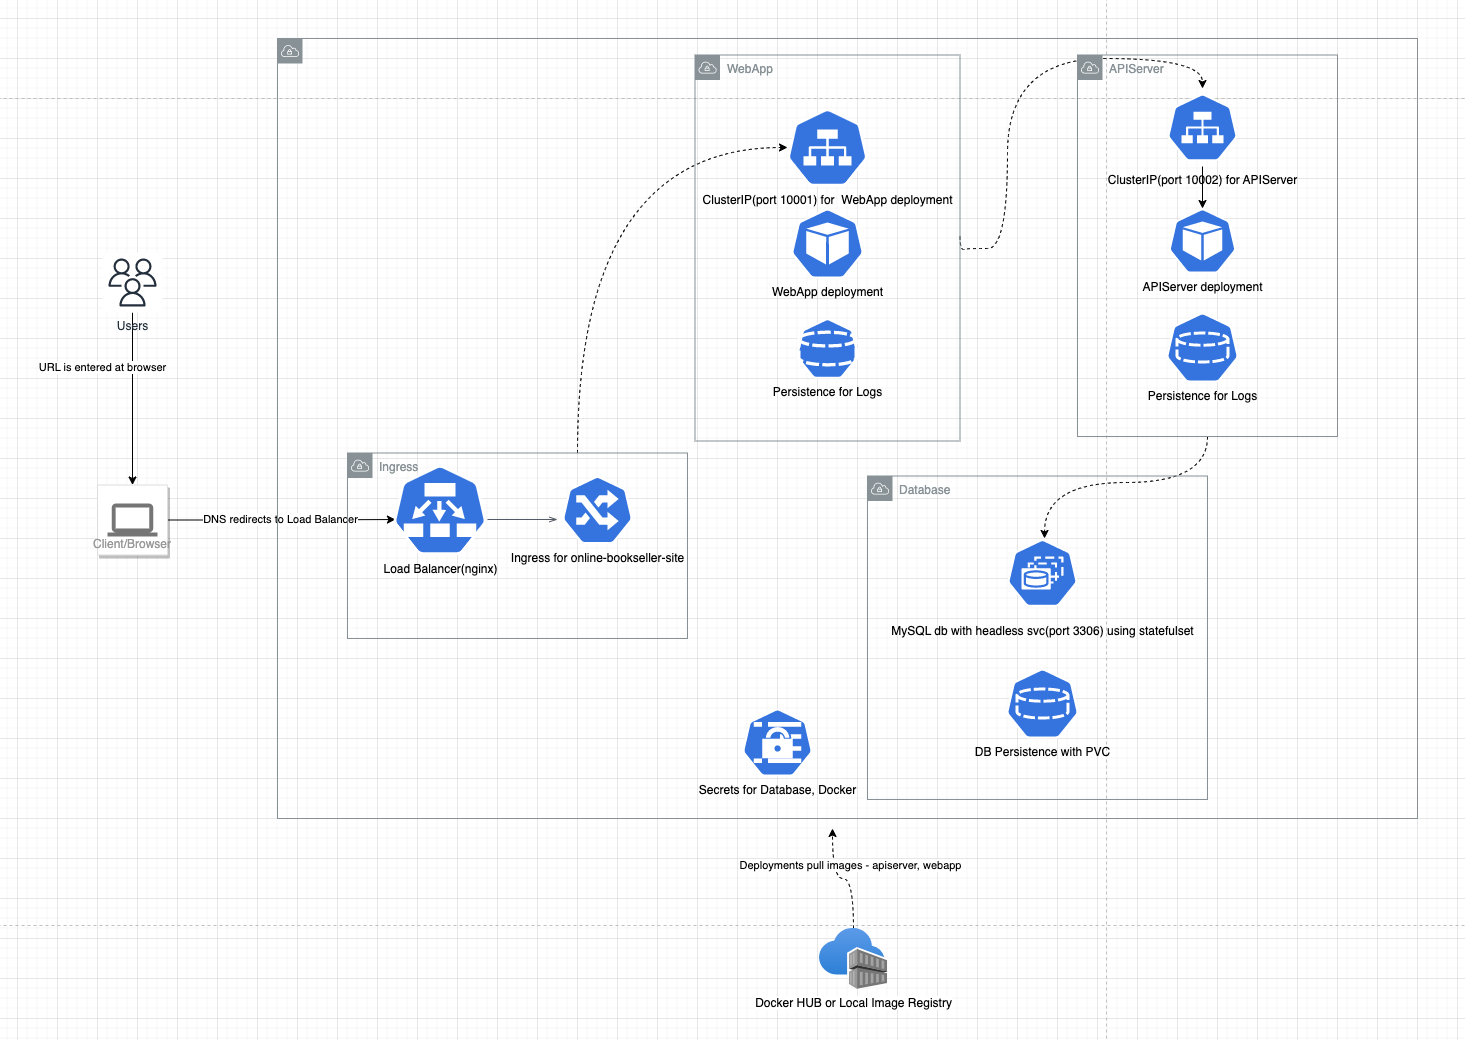 WebApp
APIServer
ClusterIP(port 10001) for WebApp deployment
ClusterIP(port 10002) for APIServer
WebApp deployment
APIServer deployment
Persistence for Logs
Persistence for Logs
Users
URL is entered at browser
Client/Browser
DNS redirects to Load Balancer
Ingress
Load Balancer(nginx)
Ingress for online-bookseller-site
Database
MySQL db with headless svc(port 3306) using statefulset
DB Persistence with PVC
Secrets for Database, Docker
Deployments pull images - apiserver, webapp
Docker HUB or Local Image Registry